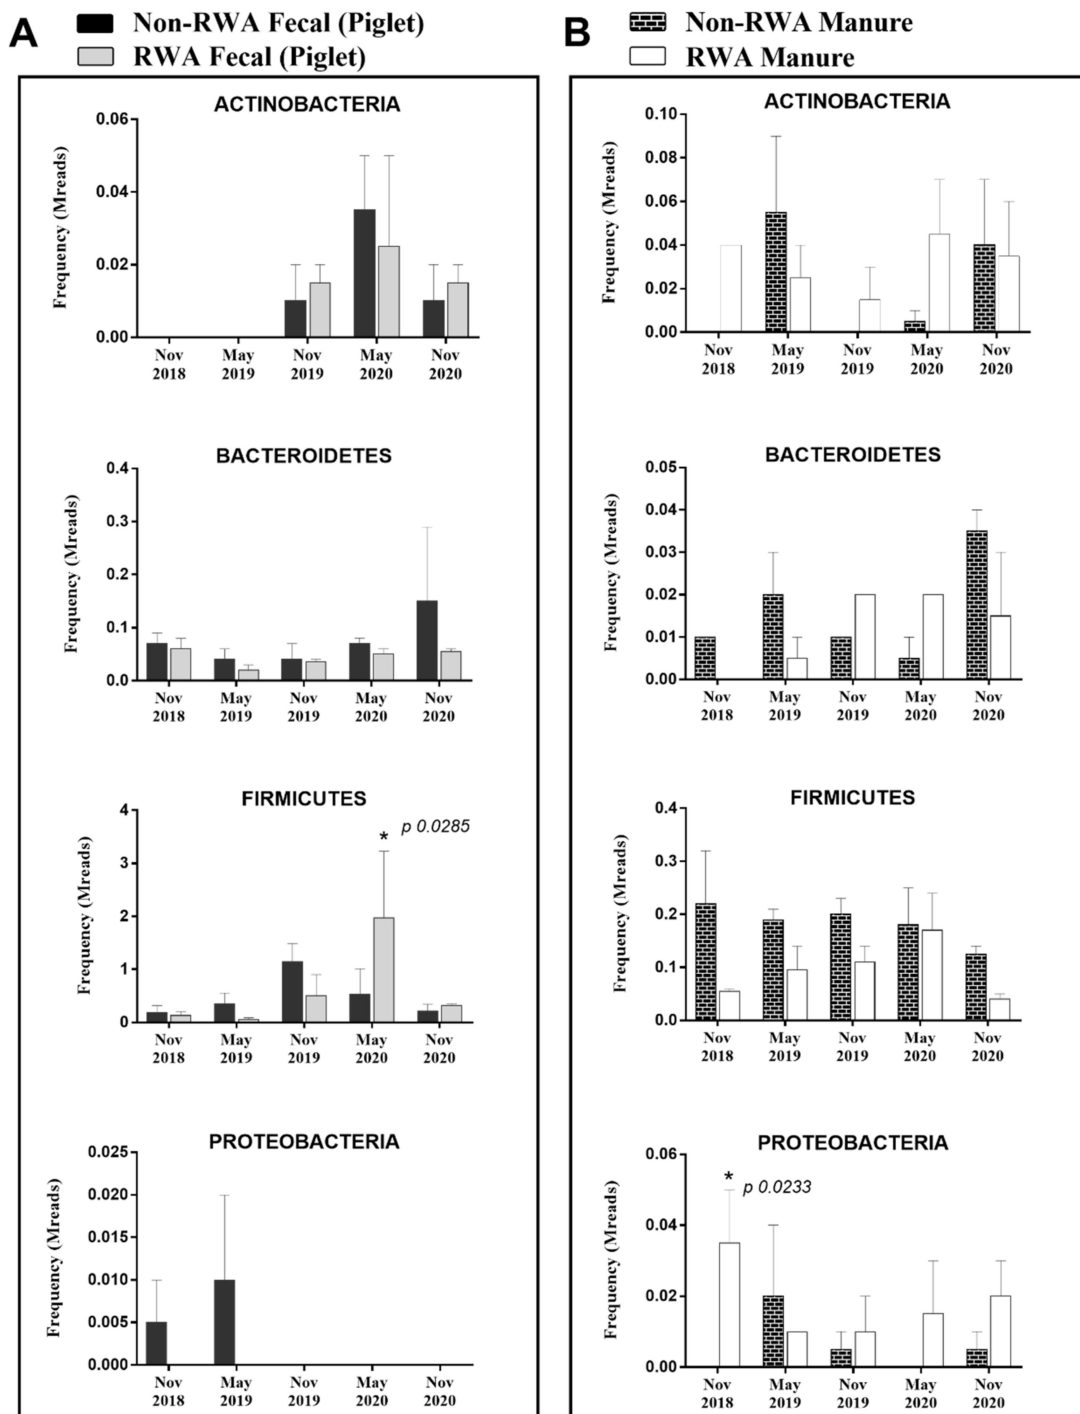 A
Non-RWA Fecal (Piglet)
RWA Fecal (Piglet)
ACTINOBACTERIA
Frequency (Mreads)
0.06
0.04
0.02
0.00
Nov May Nov May Nov
2018 2019 2019 2020 2020
BACTEROIDETES
Frequency (Mreads)
0.4
0.3
0.2
0.1
0.0
Nov May Nov May Nov
2018 2019 2019 2020 2020
FIRMICUTES
Frequency (Mreads)
4
* p 0.0285
3
2
1
0
Nov May Nov May Nov
2018 2019 2019 2020 2020
PROTEOBACTERIA
Frequency (Mreads)
0.025
0.020
0.015
0.010
0.005
0.000
Nov May Nov May Nov
2018 2019 2019 2020 2020
B
Non-RWA Manure
RWA Manure
ACTINOBACTERIA
Frequency (Mreads)
0.10
0.08
0.06
0.04
0.02
0.00
Nov May Nov May Nov
2018 2019 2019 2020 2020
BACTEROIDETES
Frequency (Mreads)
0.05
0.04
0.03
0.02
0.01
0.00
Nov May Nov May Nov
2018 2019 2019 2020 2020
FIRMICUTES
Frequency (Mreads)
0.4
0.3
0.2
0.1
0.0
Nov May Nov May Nov
2018 2019 2019 2020 2020
PROTEOBACTERIA
Frequency (Mreads)
0.06
* p 0.0233
0.04
0.02
0.00
Nov May Nov May Nov
2018 2019 2019 2020 2020